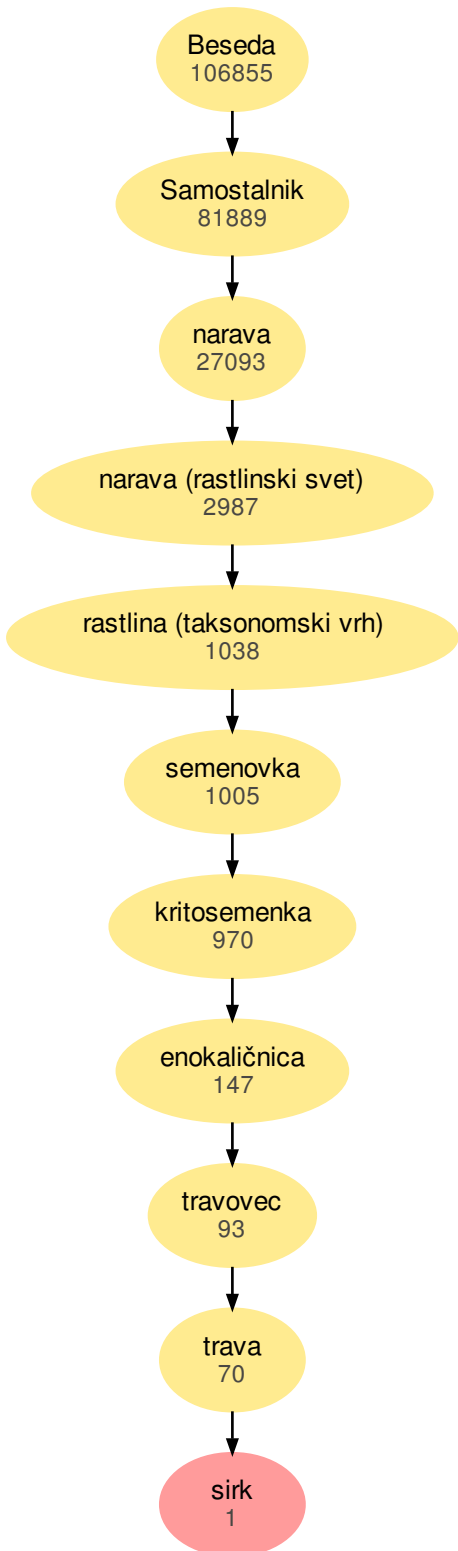 Beseda
106855
Samostalnik
81889
narava
27093
narava (rastlinski svet)
2987
rastlina (taksonomski vrh)
1038
semenovka
1005
kritosemenka
970
enokaličnica
147
travovec
93
trava
70
sirk
1